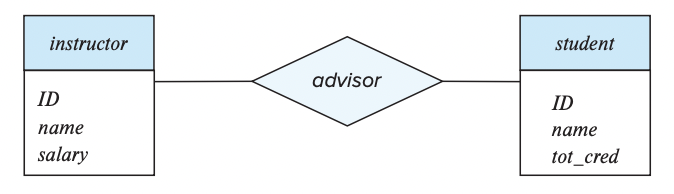 instructor
ID
name
salary
advisor
student
ID
name
tot_cred